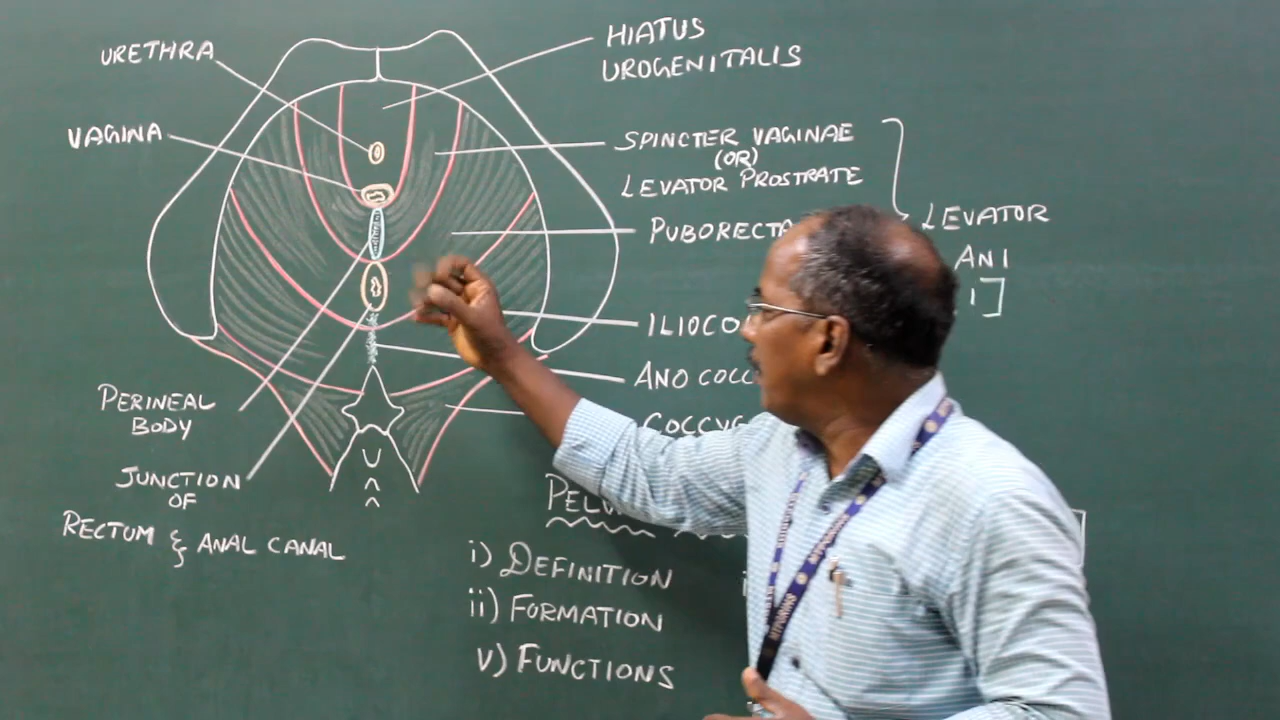 URETHRA
HIATUS
UROGENITALIS
VAGINA
SPINCTER VAGINAE
(OR)
LEVATOR PROSTRATE
LEVATOR
ANI
ANO
PERINEAL
BODY
JUNCTION
OF
RECTUM & ANAL CANAL
i) DEFINITION
ii) FORMATION
v) FUNCTIONS